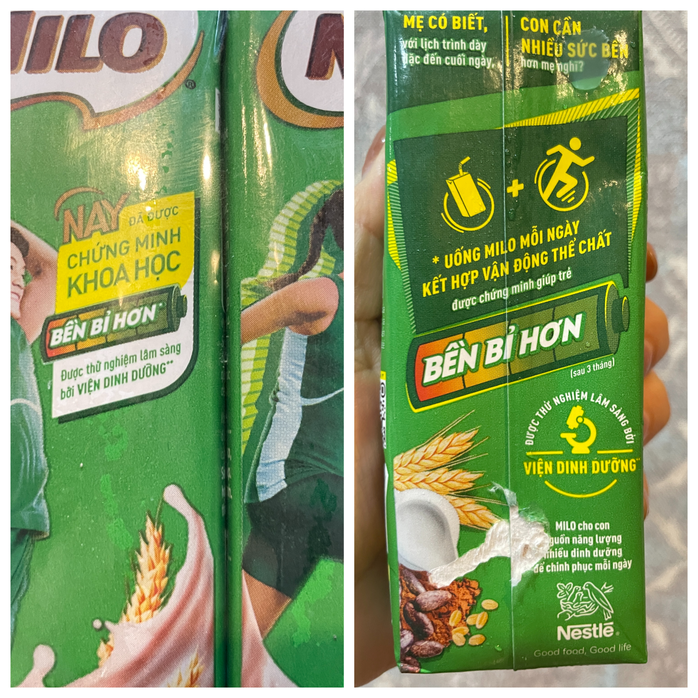 MILO
NAY ĐÃ ĐƯỢC
CHỨNG MINH
KHOA HỌC
BỀN BỈ HƠN*
Được thử nghiệm lâm sàng
bởi VIỆN DINH DƯỠNG**
MẸ CÓ BIẾT,
với lịch trình dày
đặc đến cuối ngày,
CON CẦN
NHIỀU SỨC BỀN
hơn mẹ nghĩ?
+
* UỐNG MILO MỖI NGÀY
KẾT HỢP VẬN ĐỘNG THỂ CHẤT
được chứng minh giúp trẻ
BỀN BỈ HƠN
(sau 3 tháng)
ĐƯỢC THỬ NGHIỆM LÂM SÀNG BỞI
VIỆN DINH DƯỠNG**
MILO cho con
nguồn năng lượng
nhiều dinh dưỡng
để chinh phục mỗi ngày
Nestlé®
Good food, Good life